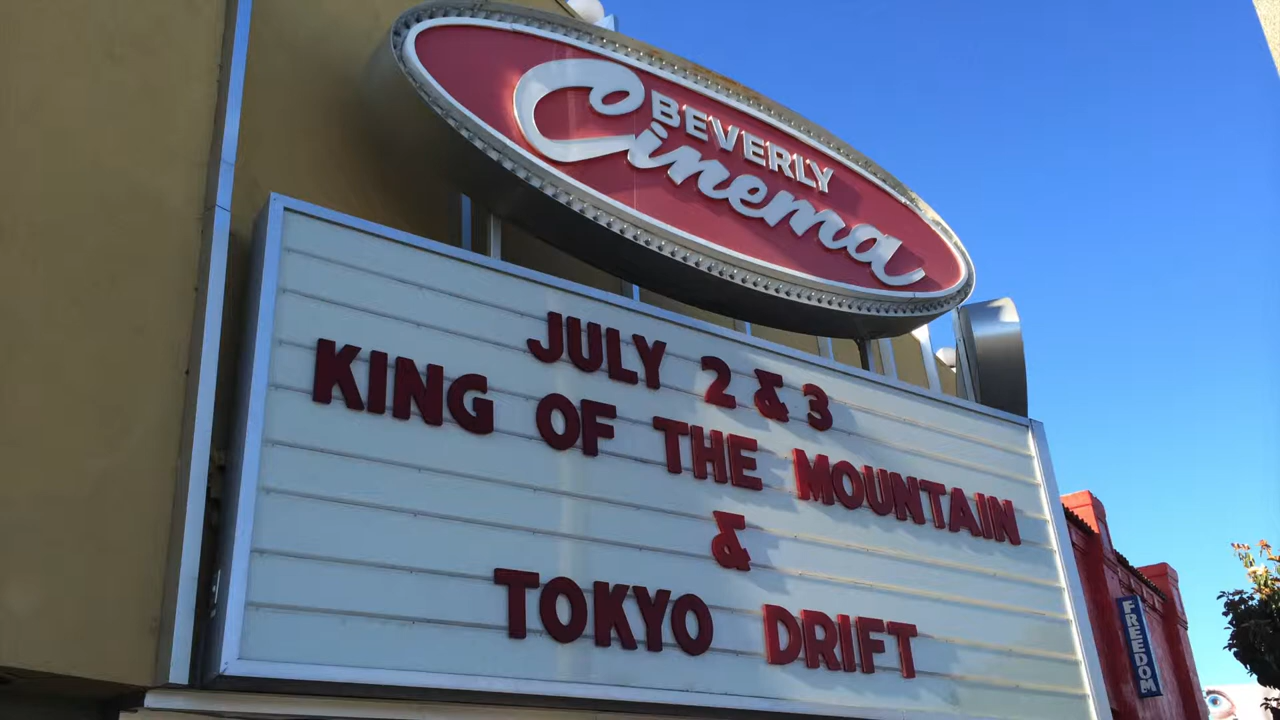 BEVERLY
Cinema
JULY 2 & 3
KING OF THE MOUNTAIN
&
TOKYO DRIFT
FREEDOM